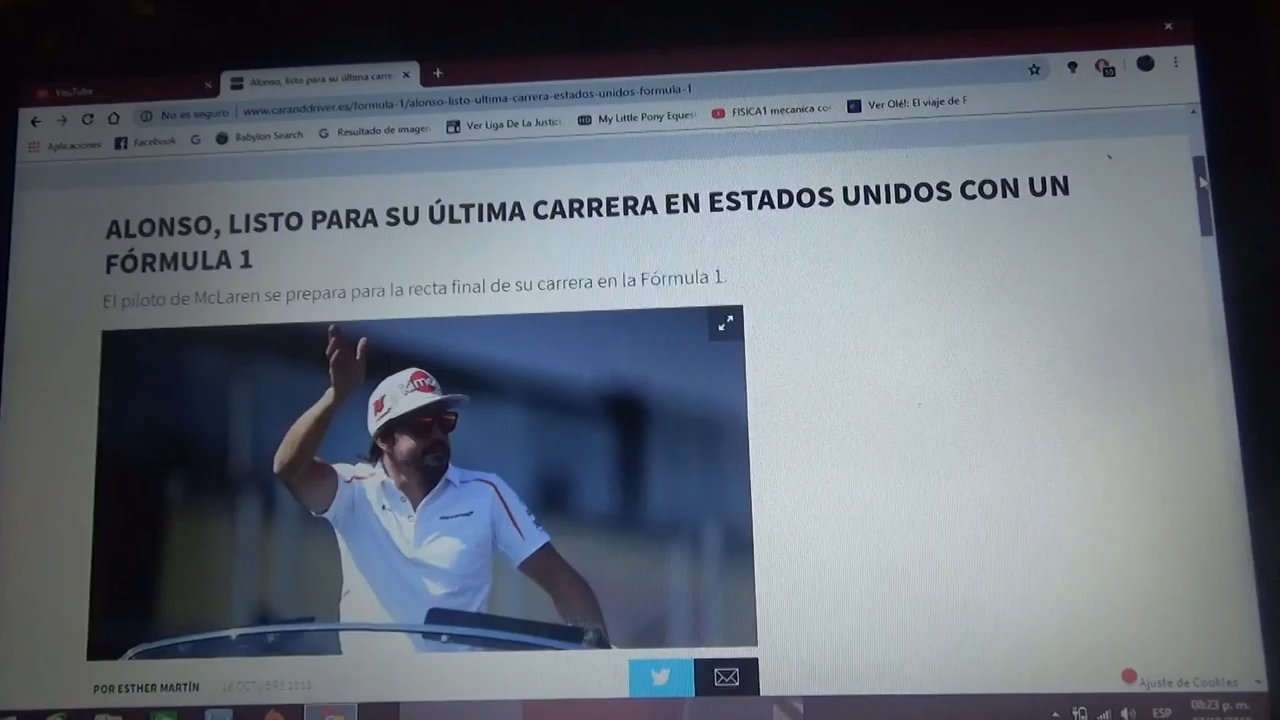 YouTube
Alonso, listo para su última carre
No es seguro | www.caranddriver.es/formula-1/alonso-listo-ultima-carrera-estados-unidos-formula-1
Aplicaciones Facebook Babylon Search Resultado de imagen Ver Liga De La Justic My Little Pony Eques FISICA1 mecanica co Ver Olé!: El viaje de F
ALONSO, LISTO PARA SU ÚLTIMA CARRERA EN ESTADOS UNIDOS CON UN
FÓRMULA 1
El piloto de McLaren se prepara para la recta final de su carrera en la Fórmula 1.
POR ESTHER MARTÍN
Ajuste de Cookies
ESP 08:23 p. m.